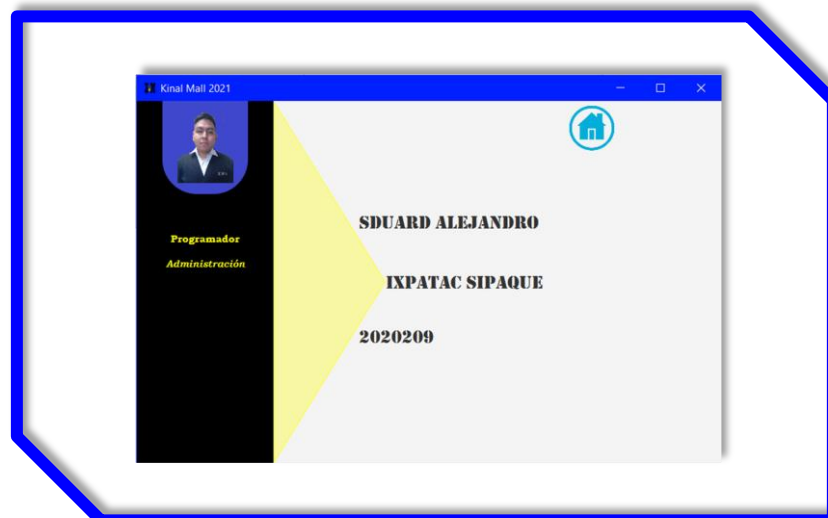 Kinal Mall 2021
Programador
Administración
SDUARD ALEJANDRO
IXPATAC SIPAQUE
2020209